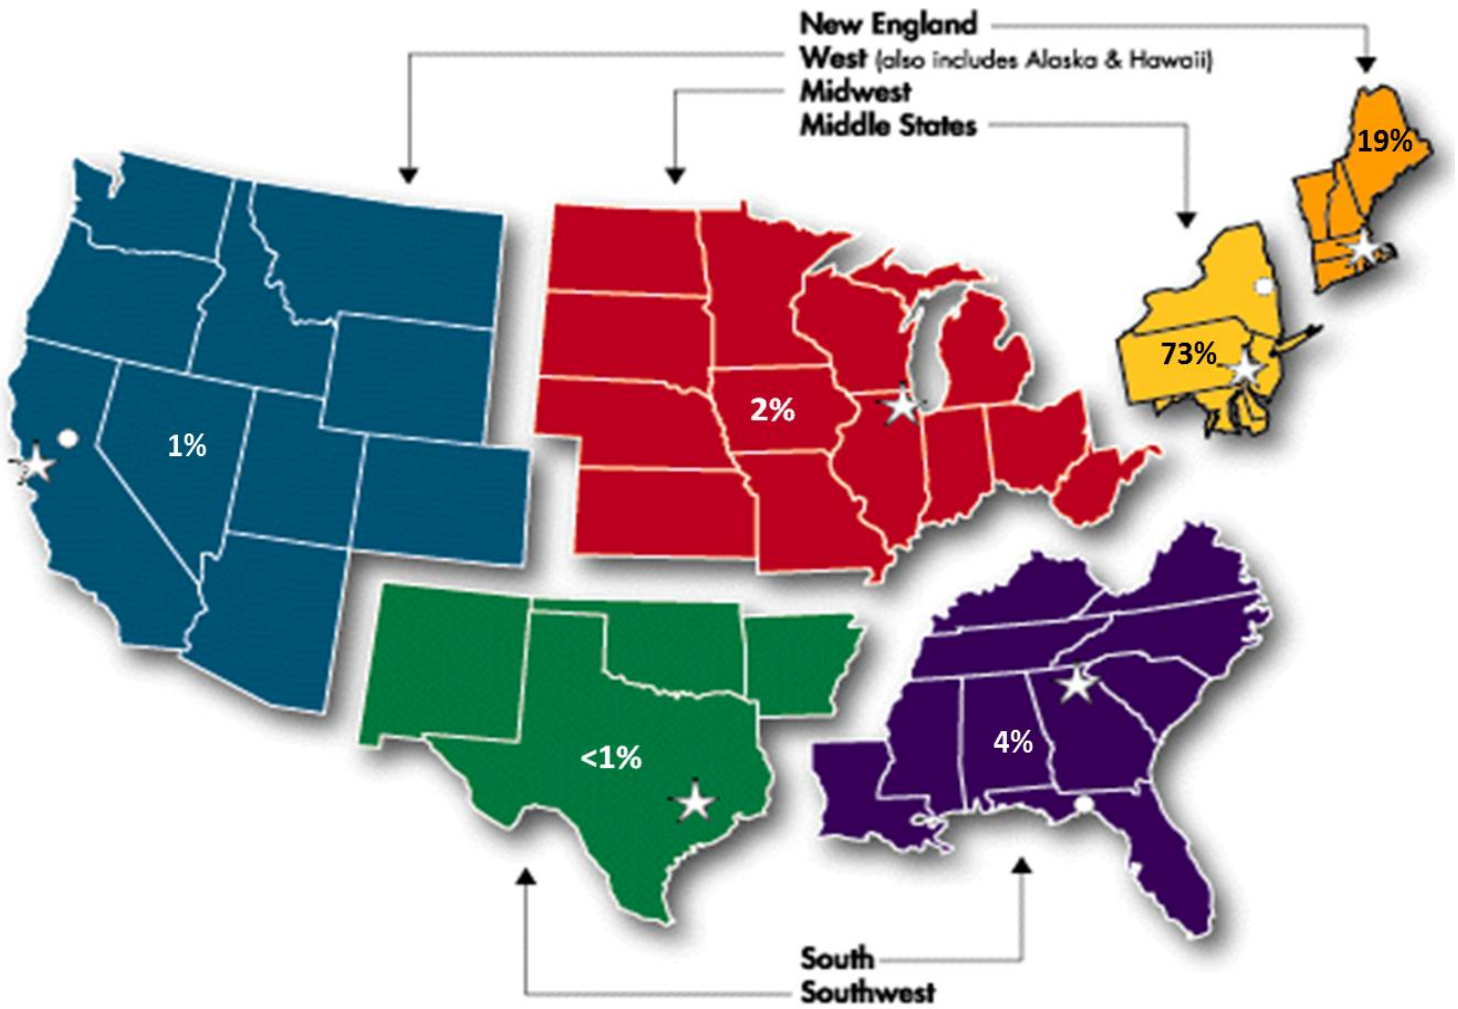 New England
West (also includes Alaska & Hawaii)
Midwest
Middle States
19%
73%
2%
1%
<1%
4%
South
Southwest